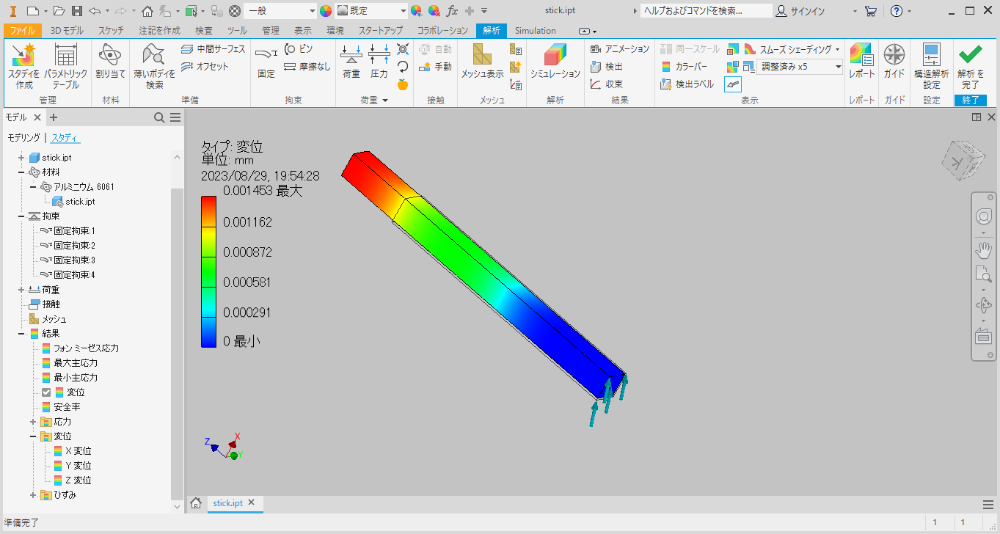 一般
既定
fx
stick.ipt
ヘルプおよびコマンドを検索...
サインイン
ファイル
3D モデル
スケッチ
注記を作成
検査
ツール
管理
表示
環境
スタートアップ
コラボレーション
解析
Simulation
スタディを作成
パラメトリック テーブル
管理
割り当て
材料
薄いボディを検索
中間サーフェス
オフセット
準備
固定
ピン
摩擦なし
拘束
荷重
圧力
荷重
自動
手動
接触
メッシュ表示
メッシュ
シミュレーション
解析
アニメーション
検出
収束
結果
同一スケール
カラーバー
検出ラベル
スムーズ シェーディング
調整済み x5
表示
レポート
レポート
ガイド
ガイド
構造解析設定
設定
解析 を完了
終了
モデル
モデリング
スタディ
stick.ipt
材料
アルミニウム 6061
stick.ipt
拘束
固定拘束:1
固定拘束:2
固定拘束:3
固定拘束:4
荷重
接触
メッシュ
結果
フォン ミーゼス応力
最大主応力
最小主応力
変位
安全率
応力
変位
X 変位
Y 変位
Z 変位
ひずみ
タイプ: 変位
単位: mm
2023/08/29, 19:54:28
0.001453 最大
0.001162
0.000872
0.000581
0.000291
0 最小
Z
X
Y
stick.ipt
準備完了
1
1